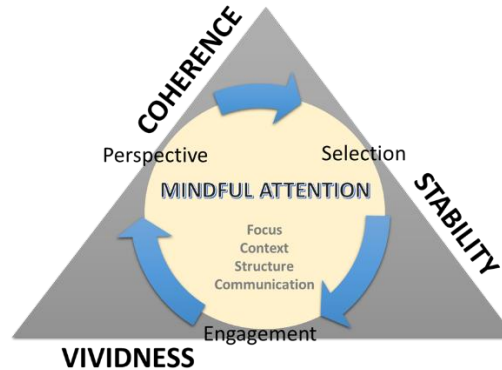 COHERENCE
Perspective
Selection
MINDFUL ATTENTION
STABILITY
Focus
Context
Structure
Communication
Engagement
VIVIDNESS